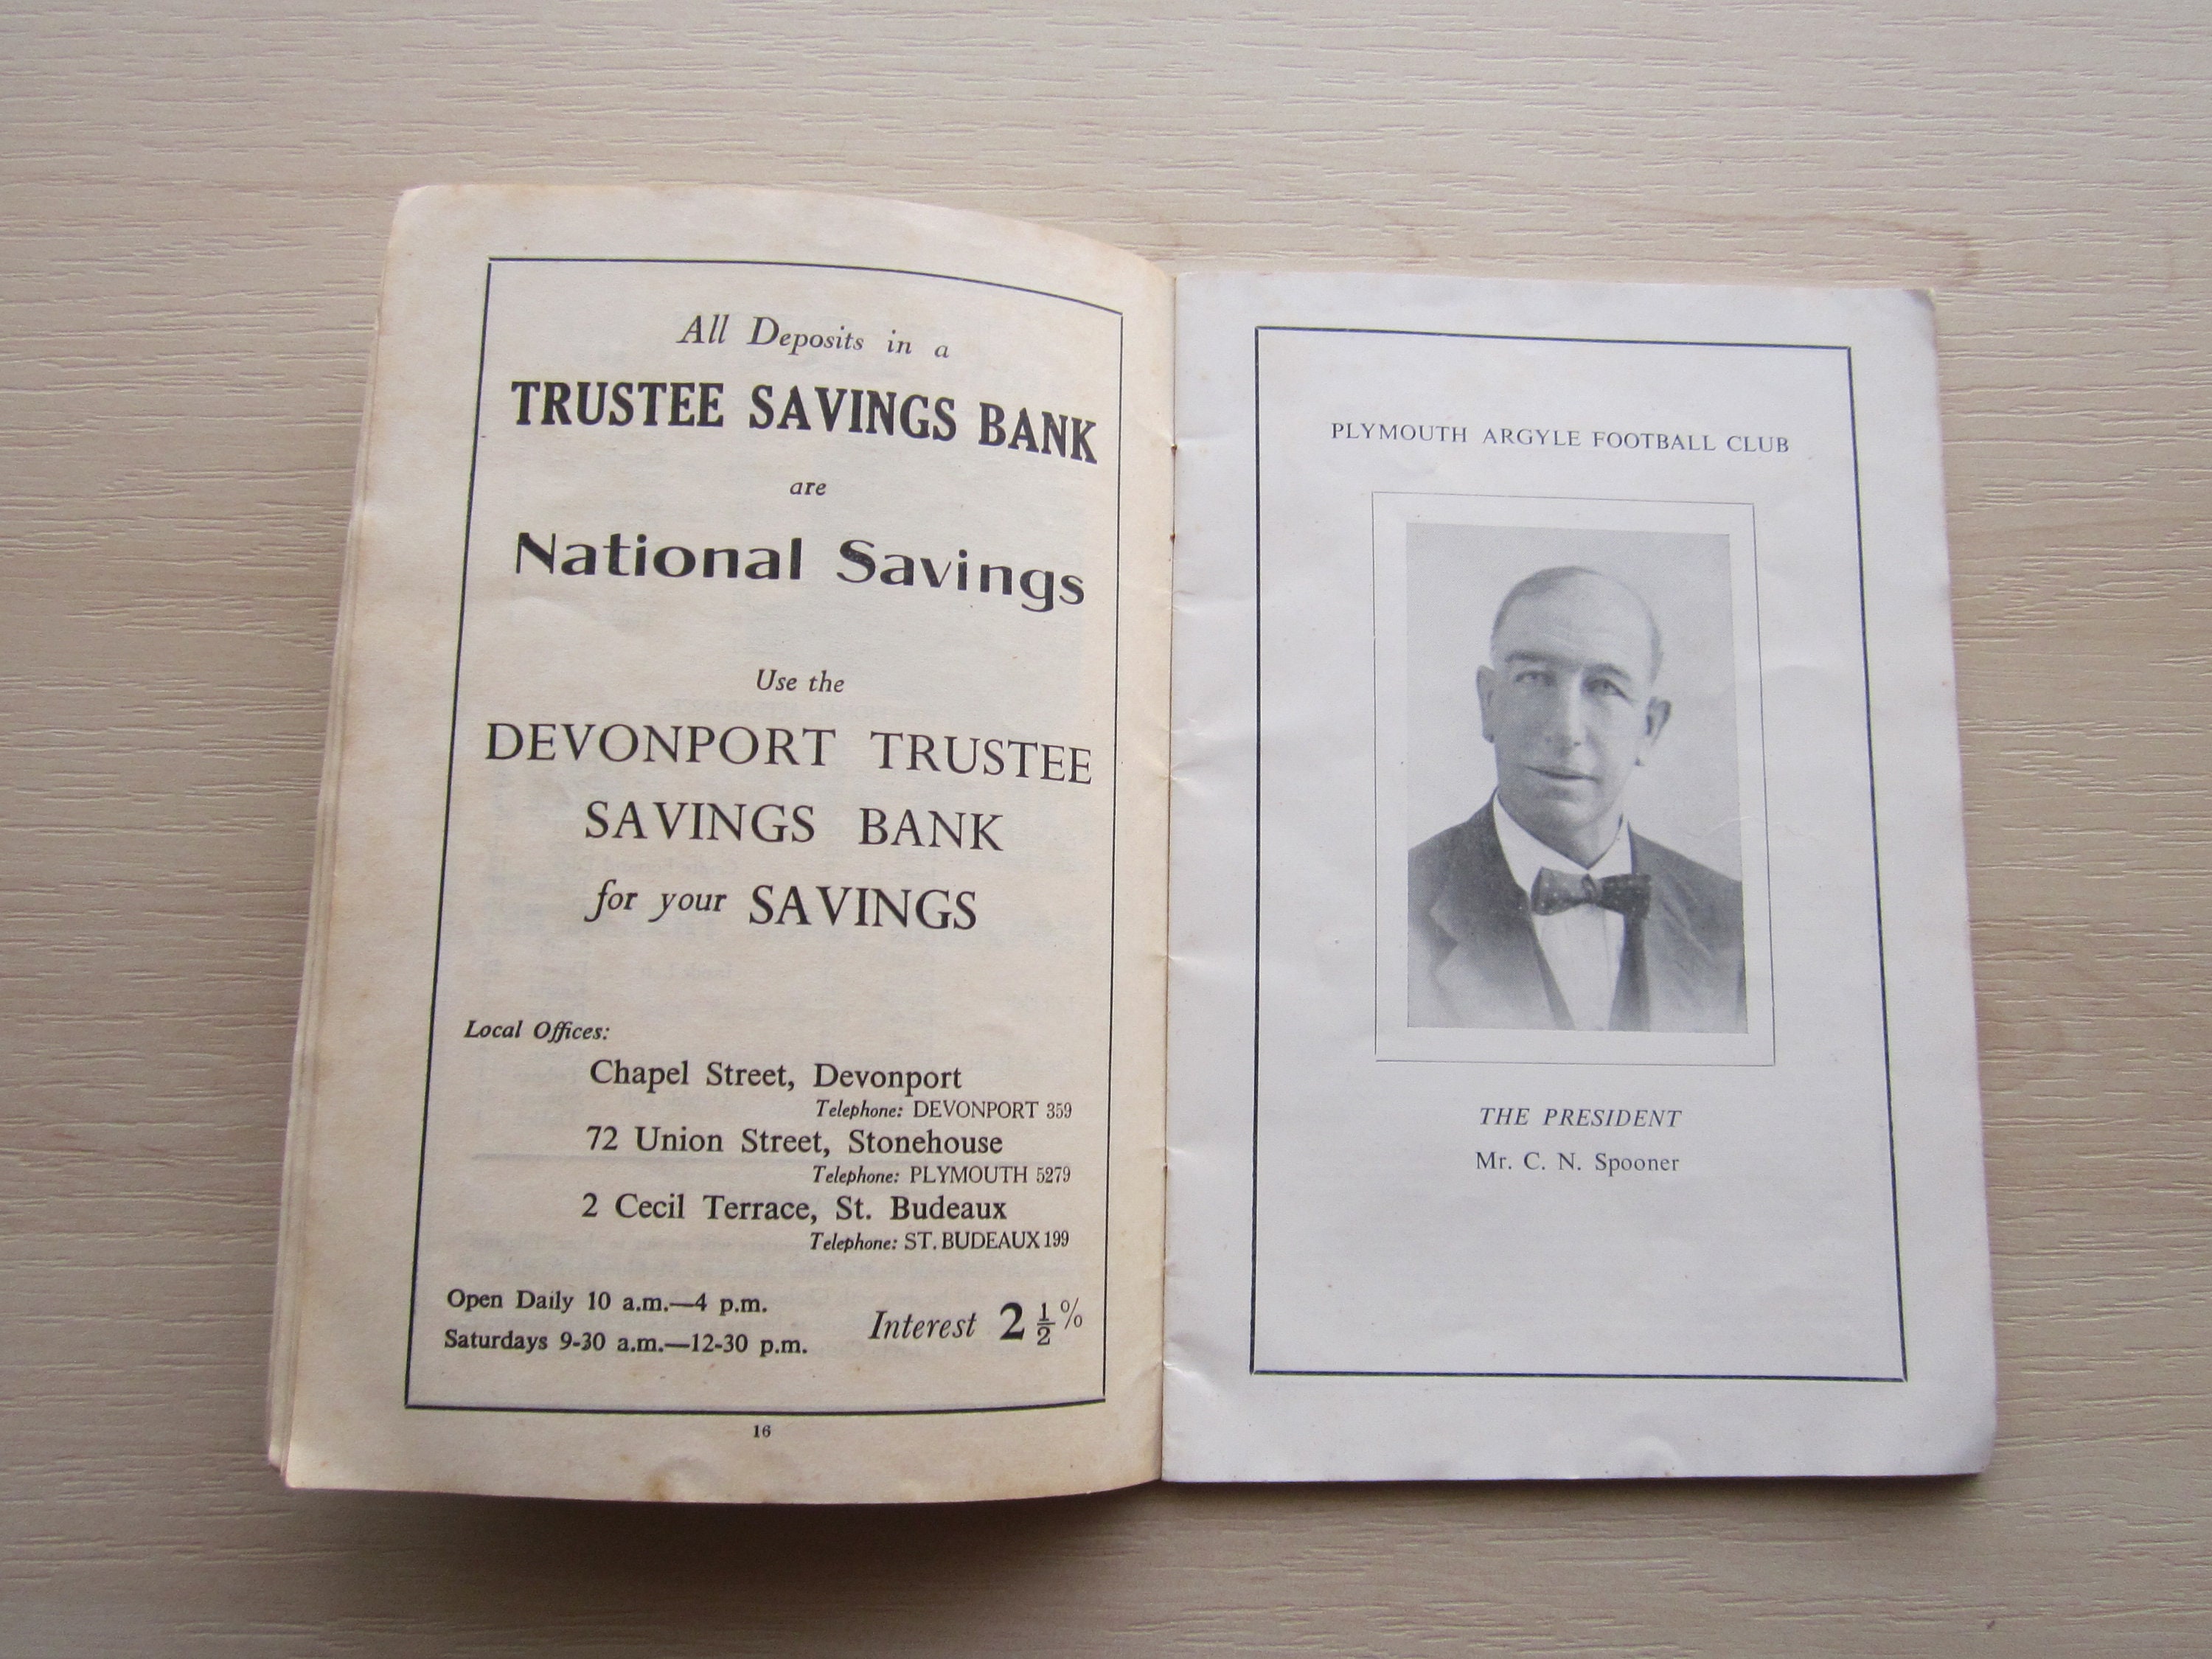 All Deposits in a
TRUSTEE SAVINGS BANK
are
National Savings
Use the
DEVONPORT TRUSTEE
SAVINGS BANK
for your SAVINGS
Local Offices:
Chapel Street, Devonport
Telephone: DEVONPORT 359
72 Union Street, Stonehouse
Telephone: PLYMOUTH 5279
2 Cecil Terrace, St. Budeaux
Telephone: ST. BUDEAUX 199
Open Daily 10 a.m.—4 p.m.
Saturdays 9-30 a.m.—12-30 p.m.
Interest 2½%
16
PLYMOUTH ARGYLE FOOTBALL CLUB
THE PRESIDENT
Mr. C. N. Spooner